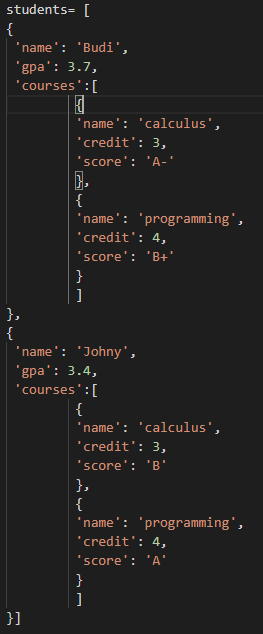 students= [
{
'name': 'Budi',
'gpa': 3.7,
'courses':[
{
'name': 'calculus',
'credit': 3,
'score': 'A-'
},
{
'name': 'programming',
'credit': 4,
'score': 'B+'
}
]
},
{
'name': 'Johny',
'gpa': 3.4,
'courses':[
{
'name': 'calculus',
'credit': 3,
'score': 'B'
},
{
'name': 'programming',
'credit': 4,
'score': 'A'
}
]
}]